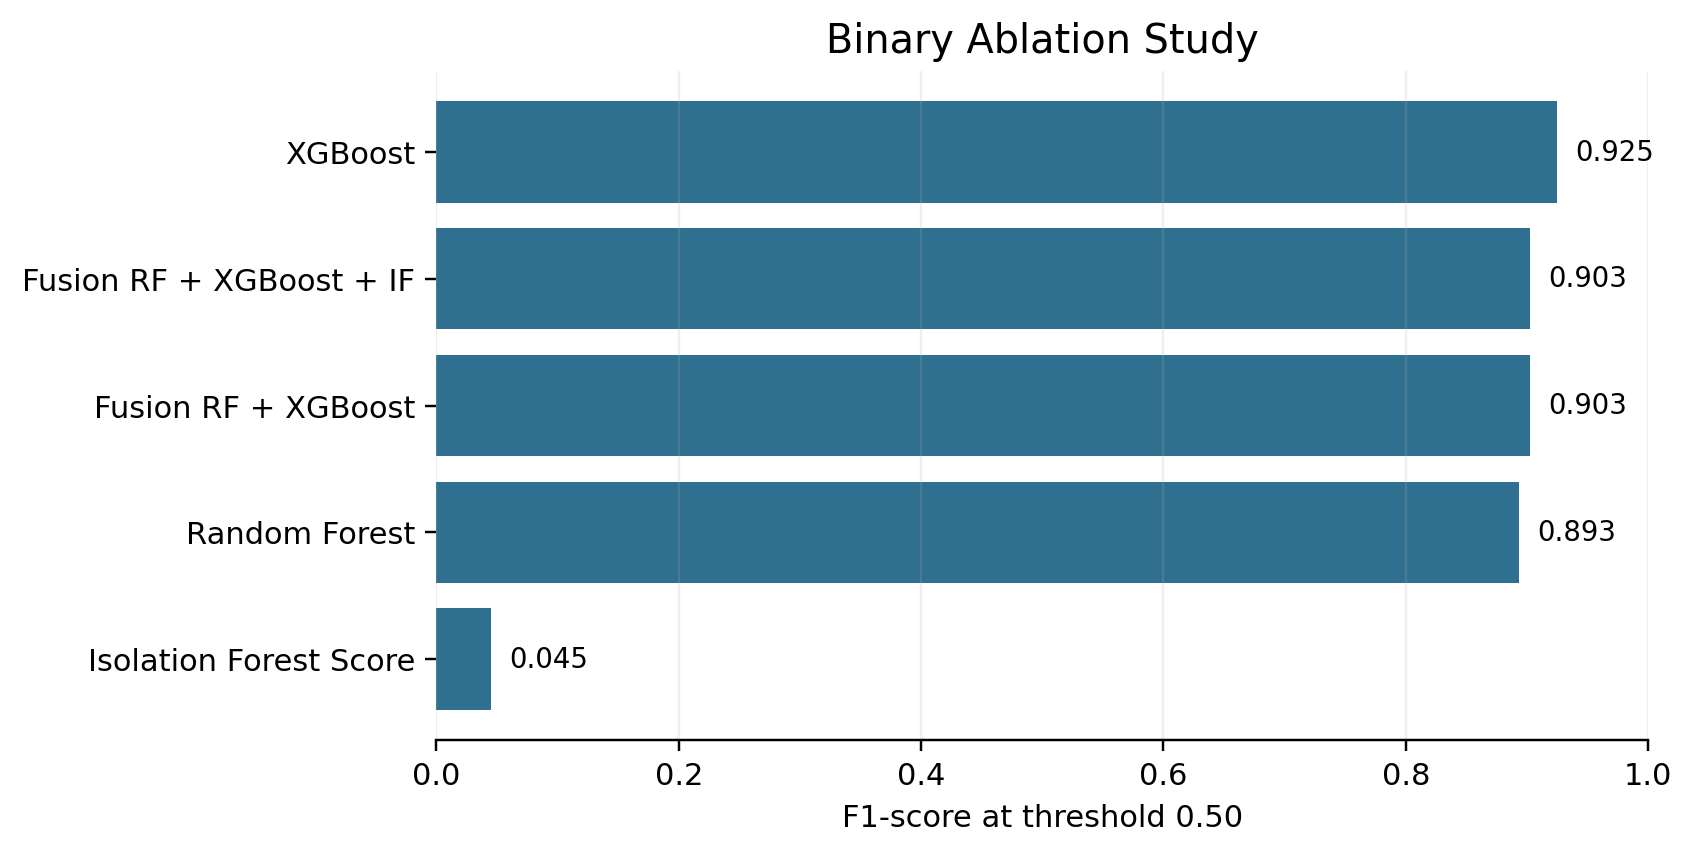 Binary Ablation Study
XGBoost
0.925
Fusion RF + XGBoost + IF
0.903
Fusion RF + XGBoost
0.903
Random Forest
0.893
Isolation Forest Score
0.045
0.0 0.2 0.4 0.6 0.8 1.0
F1-score at threshold 0.50